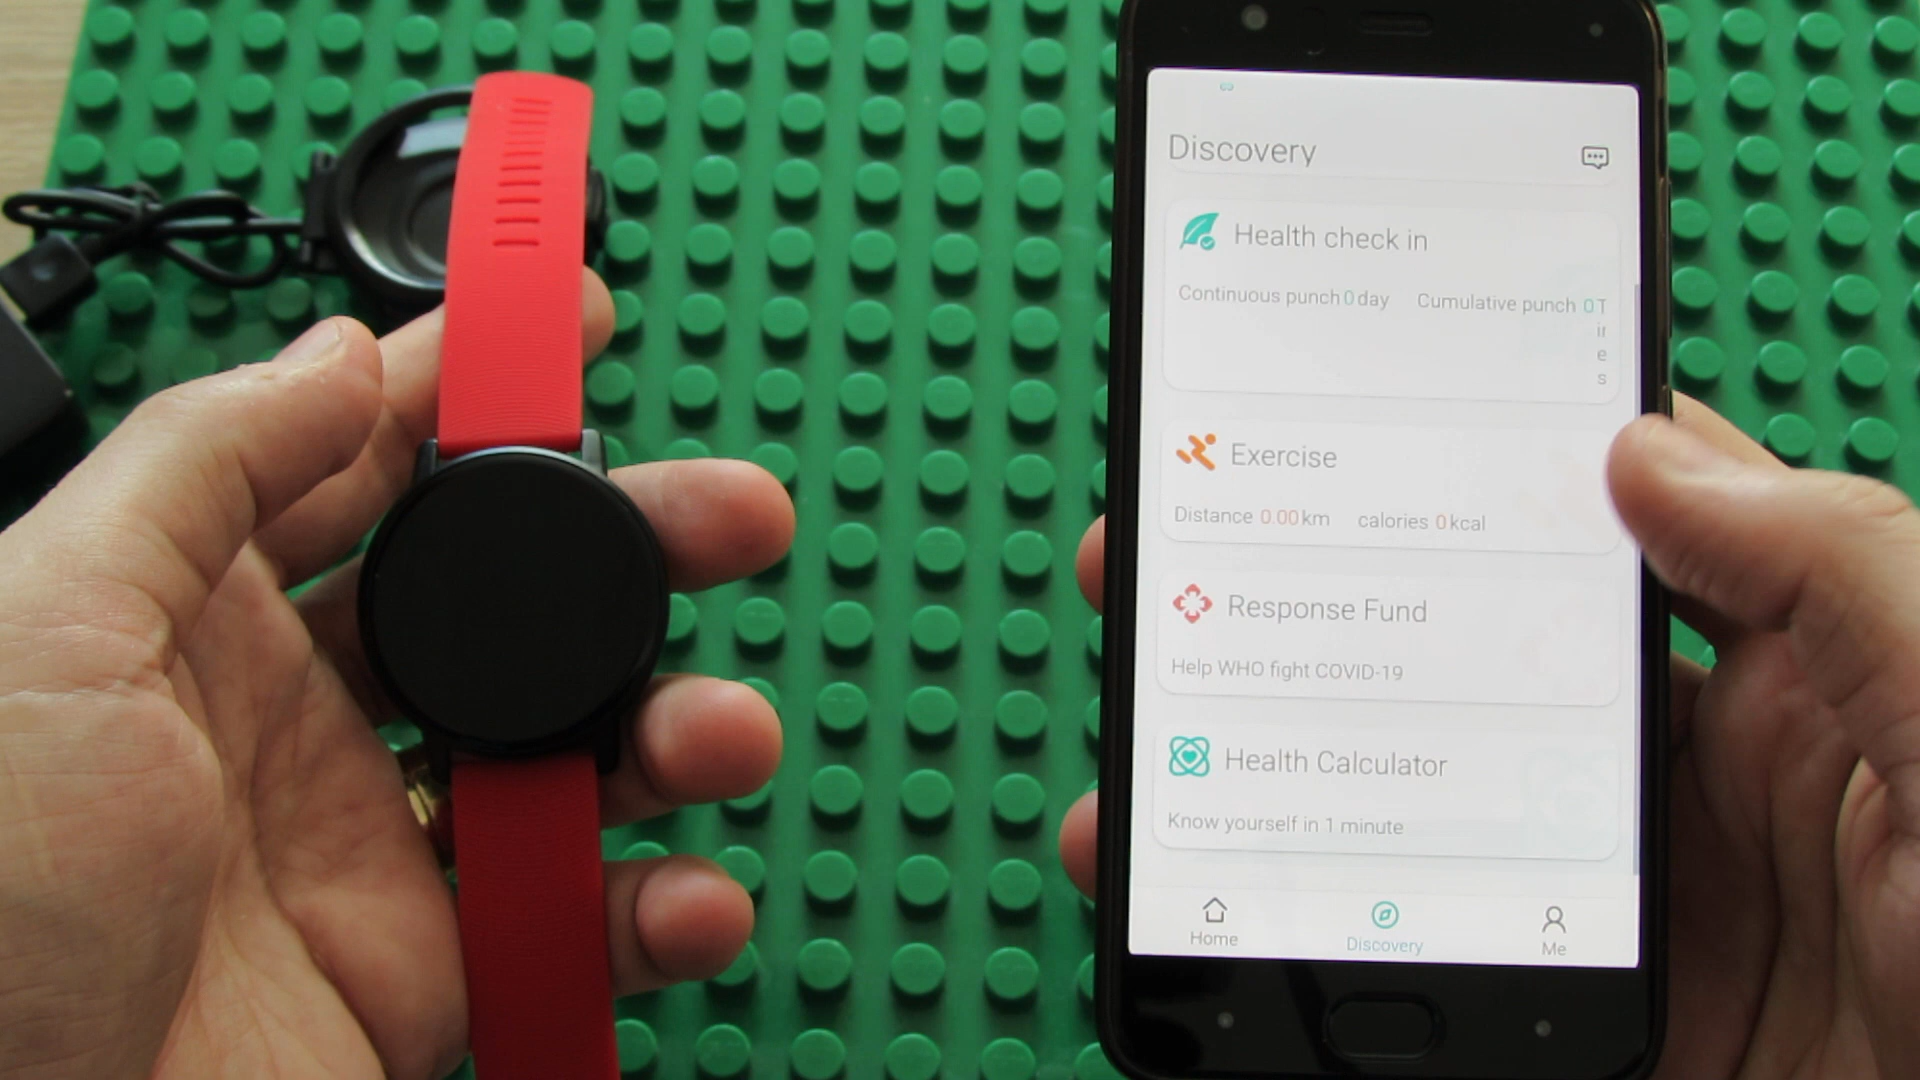 Discovery
Health check in
Continuous punch 0 day Cumulative punch 0 T
ir
e
s
Exercise
Distance 0.00 km calories 0 kcal
Response Fund
Help WHO fight COVID-19
Health Calculator
Know yourself in 1 minute
Home Discovery Me